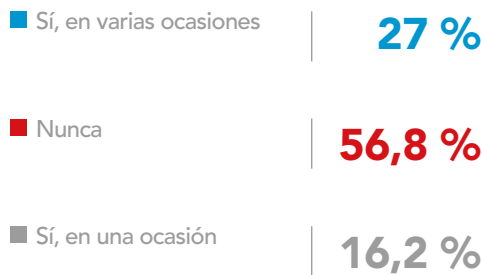 Sí, en varias ocasiones 27 %
Nunca 56,8 %
Sí, en una ocasión 16,2 %